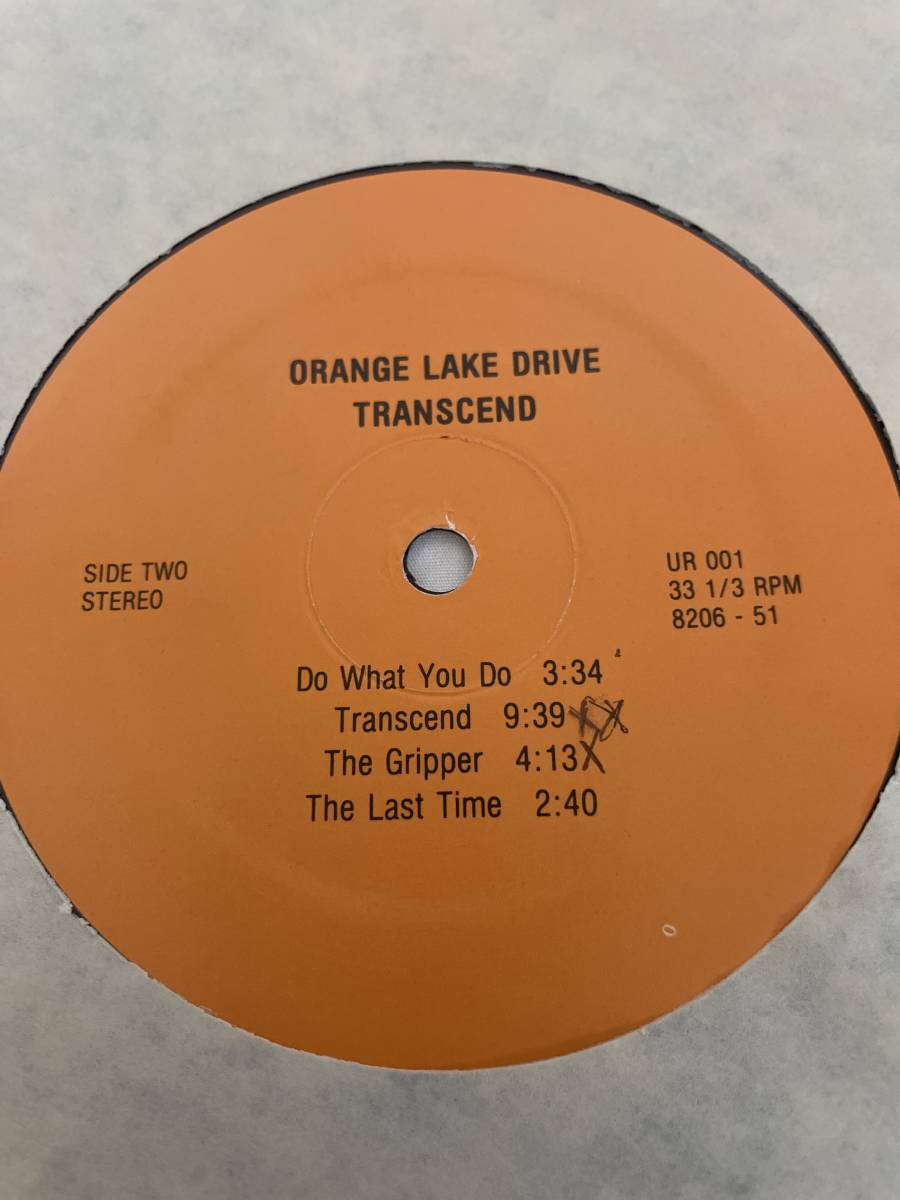 ORANGE LAKE DRIVE
TRANSCEND
SIDE TWO
STEREO
UR 001
33 1/3 RPM
8206 - 51
Do What You Do 3:34
Transcend 9:39 XX
The Gripper 4:13 X
The Last Time 2:40